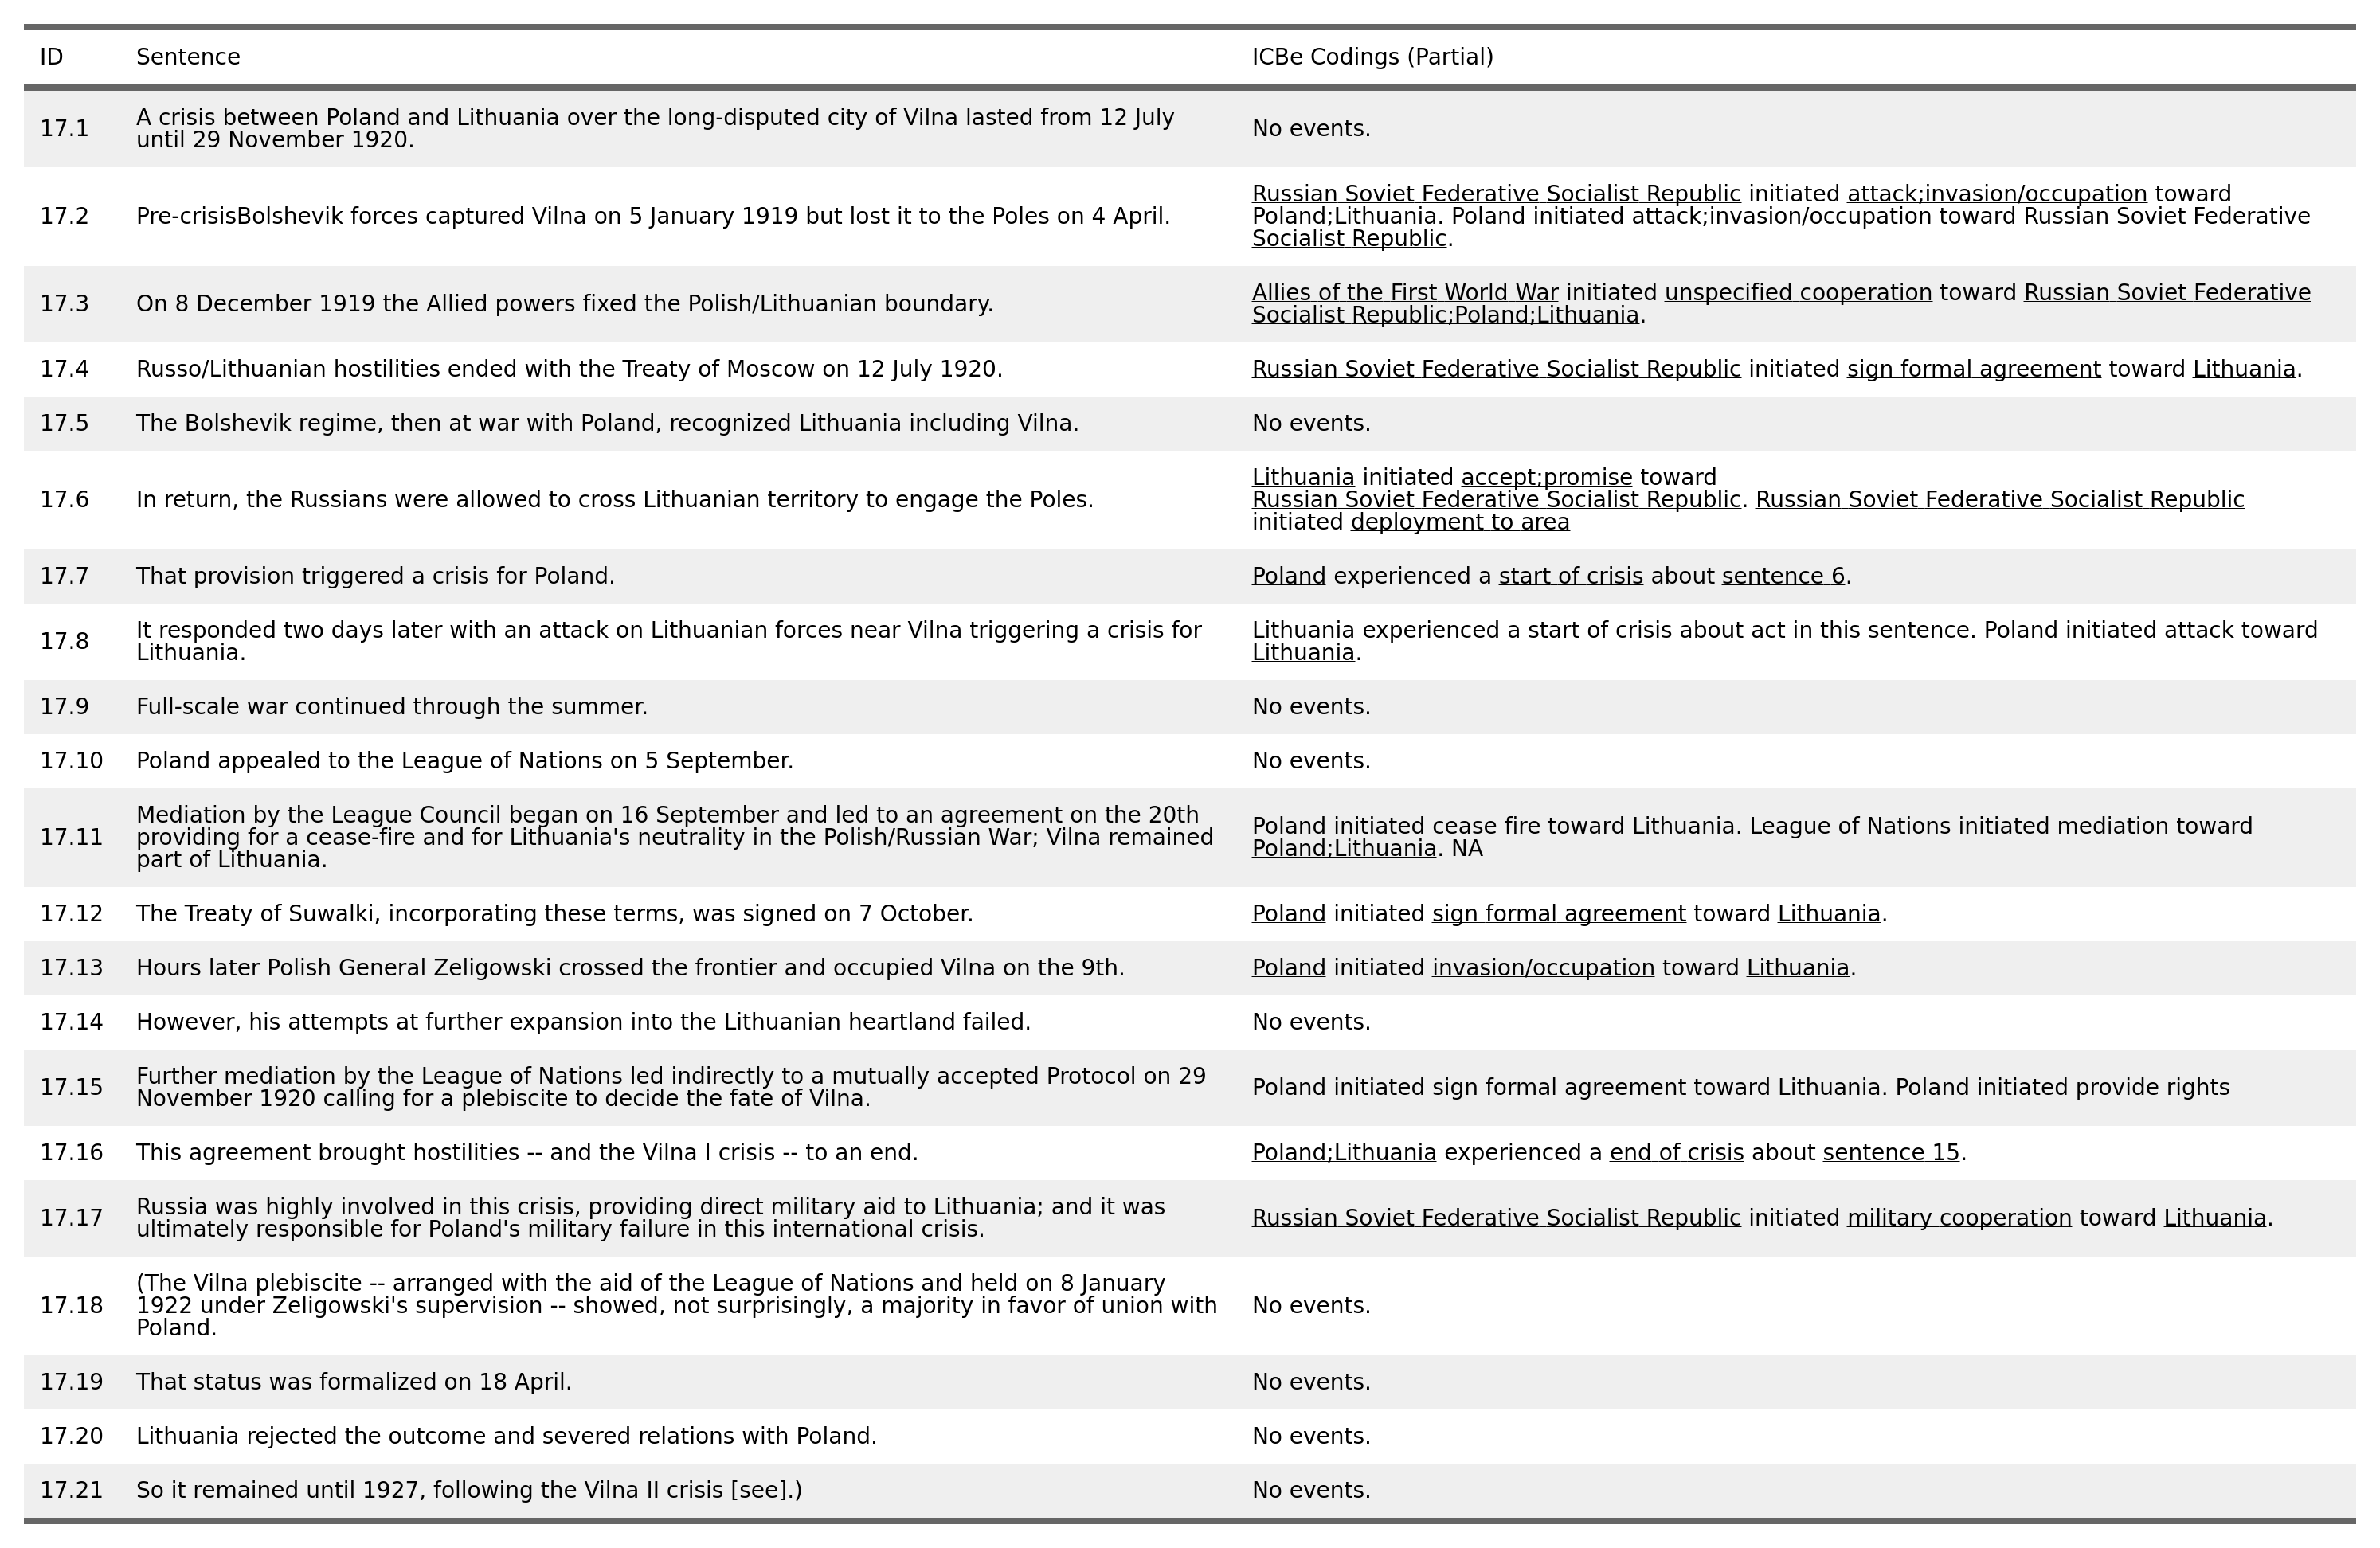 ID Sentence ICBe Codings (Partial)
17.1 A crisis between Poland and Lithuania over the long-disputed city of Vilna lasted from 12 July
until 29 November 1920.
No events.
17.2 Pre-crisisBolshevik forces captured Vilna on 5 January 1919 but lost it to the Poles on 4 April.
Russian Soviet Federative Socialist Republic initiated attack;invasion/occupation toward
Poland;Lithuania. Poland initiated attack;invasion/occupation toward Russian Soviet Federative
Socialist Republic.
17.3 On 8 December 1919 the Allied powers fixed the Polish/Lithuanian boundary.
Allies of the First World War initiated unspecified cooperation toward Russian Soviet Federative
Socialist Republic;Poland;Lithuania.
17.4 Russo/Lithuanian hostilities ended with the Treaty of Moscow on 12 July 1920.
Russian Soviet Federative Socialist Republic initiated sign formal agreement toward Lithuania.
17.5 The Bolshevik regime, then at war with Poland, recognized Lithuania including Vilna.
No events.
17.6 In return, the Russians were allowed to cross Lithuanian territory to engage the Poles.
Lithuania initiated accept;promise toward
Russian Soviet Federative Socialist Republic. Russian Soviet Federative Socialist Republic
initiated deployment to area
17.7 That provision triggered a crisis for Poland.
Poland experienced a start of crisis about sentence 6.
17.8 It responded two days later with an attack on Lithuanian forces near Vilna triggering a crisis for
Lithuania.
Lithuania experienced a start of crisis about act in this sentence. Poland initiated attack toward
Lithuania.
17.9 Full-scale war continued through the summer.
No events.
17.10 Poland appealed to the League of Nations on 5 September.
No events.
17.11 Mediation by the League Council began on 16 September and led to an agreement on the 20th
providing for a cease-fire and for Lithuania's neutrality in the Polish/Russian War; Vilna remained
part of Lithuania.
Poland initiated cease fire toward Lithuania. League of Nations initiated mediation toward
Poland;Lithuania. NA
17.12 The Treaty of Suwalki, incorporating these terms, was signed on 7 October.
Poland initiated sign formal agreement toward Lithuania.
17.13 Hours later Polish General Zeligowski crossed the frontier and occupied Vilna on the 9th.
Poland initiated invasion/occupation toward Lithuania.
17.14 However, his attempts at further expansion into the Lithuanian heartland failed.
No events.
17.15 Further mediation by the League of Nations led indirectly to a mutually accepted Protocol on 29
November 1920 calling for a plebiscite to decide the fate of Vilna.
Poland initiated sign formal agreement toward Lithuania. Poland initiated provide rights
17.16 This agreement brought hostilities -- and the Vilna I crisis -- to an end.
Poland;Lithuania experienced a end of crisis about sentence 15.
17.17 Russia was highly involved in this crisis, providing direct military aid to Lithuania; and it was
ultimately responsible for Poland's military failure in this international crisis.
Russian Soviet Federative Socialist Republic initiated military cooperation toward Lithuania.
17.18 (The Vilna plebiscite -- arranged with the aid of the League of Nations and held on 8 January
1922 under Zeligowski's supervision -- showed, not surprisingly, a majority in favor of union with
Poland.
No events.
17.19 That status was formalized on 18 April.
No events.
17.20 Lithuania rejected the outcome and severed relations with Poland.
No events.
17.21 So it remained until 1927, following the Vilna II crisis [see].)
No events.